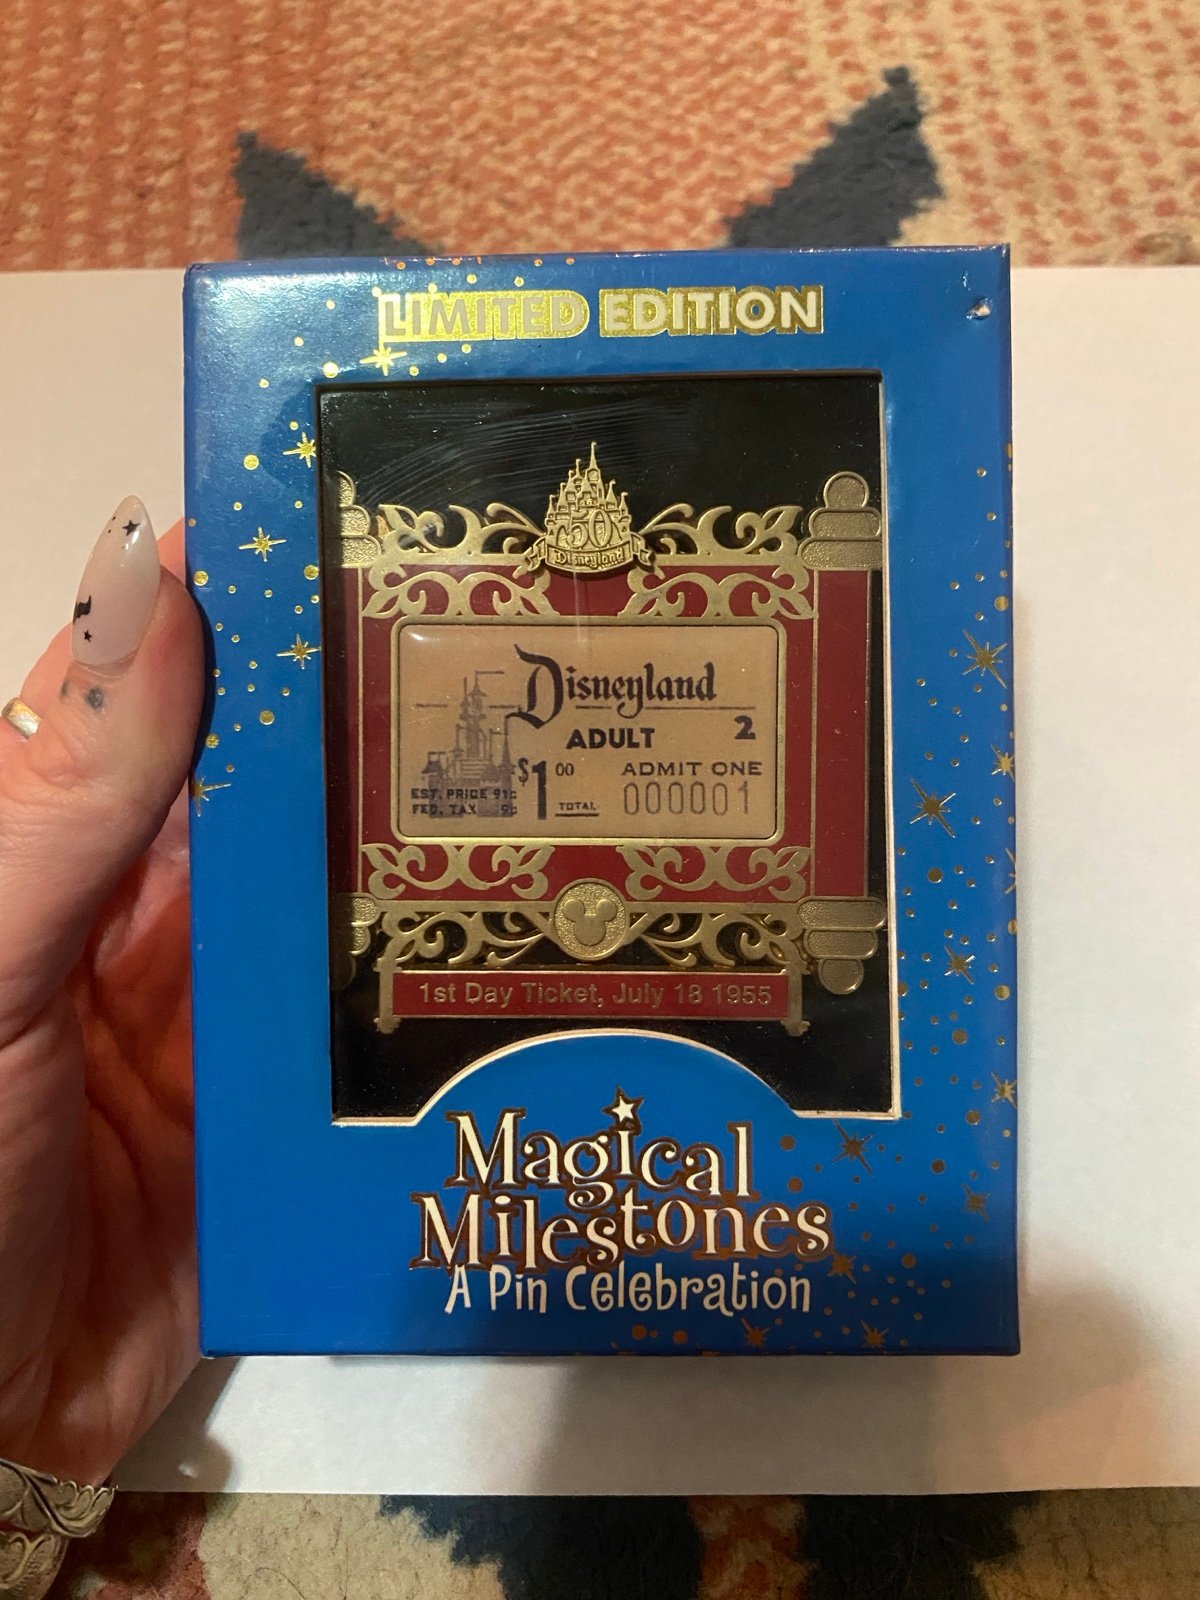 LIMITED EDITION
50
Disneyland
Disneyland
ADULT 2
$1 00 TOTAL
ADMIT ONE
EST. PRICE 91¢
FED. TAX 9¢
000001
1st Day Ticket, July 18 1955
Magical
Milestones
A Pin Celebration